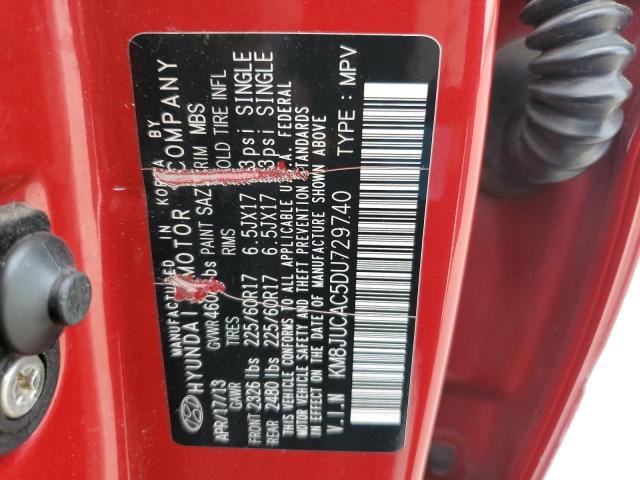 MANUFACTURED IN KOREA BY
HYUNDAI MOTOR COMPANY
APR/17/13 GVWR 460 lbs PAINT SAZ TRIM MBS
GAWR TIRES RIMS COLD TIRE INFL
FRONT 2326 lbs 225/60R17 6.5JX17 3psi SINGLE
REAR 2480 lbs 225/60R17 6.5JX17 3psi SINGLE
THIS VEHICLE CONFORMS TO ALL APPLICABLE U.S.A. FEDERAL
MOTOR VEHICLE SAFETY AND THEFT PREVENTION STANDARDS
IN EFFECT ON THE DATE OF MANUFACTURE SHOWN ABOVE
V.I.N KM8JUCAC5DU729740 TYPE : MPV